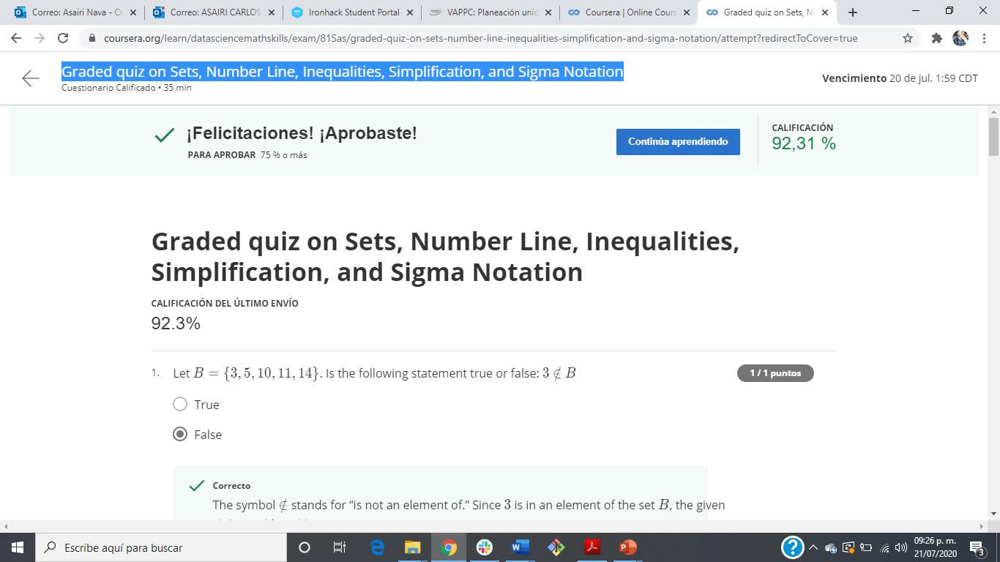 Correo: Asairi Nava - Ou
Correo: ASAIRI CARLOS
Ironhack Student Portal
VAPPC: Planeación unid
Coursera | Online Cours
Graded quiz on Sets, Nu
coursera.org/learn/datasciencemathskills/exam/81Sas/graded-quiz-on-sets-number-line-inequalities-simplification-and-sigma-notation/attempt?redirectToCover=true
Graded quiz on Sets, Number Line, Inequalities, Simplification, and Sigma Notation
Cuestionario Calificado • 35 min
Vencimiento 20 de jul. 1:59 CDT
¡Felicitaciones! ¡Aprobaste!
PARA APROBAR 75 % o más
Continúa aprendiendo
CALIFICACIÓN
92,31 %
Graded quiz on Sets, Number Line, Inequalities,
Simplification, and Sigma Notation
CALIFICACIÓN DEL ÚLTIMO ENVÍO
92.3%
1. Let B = {3, 5, 10, 11, 14}. Is the following statement true or false: 3 ∉ B
1 / 1 puntos
True
False
Correcto
The symbol ∉ stands for “is not an element of.” Since 3 is in an element of the set B, the given
Escribe aquí para buscar
09:26 p. m.
21/07/2020
3